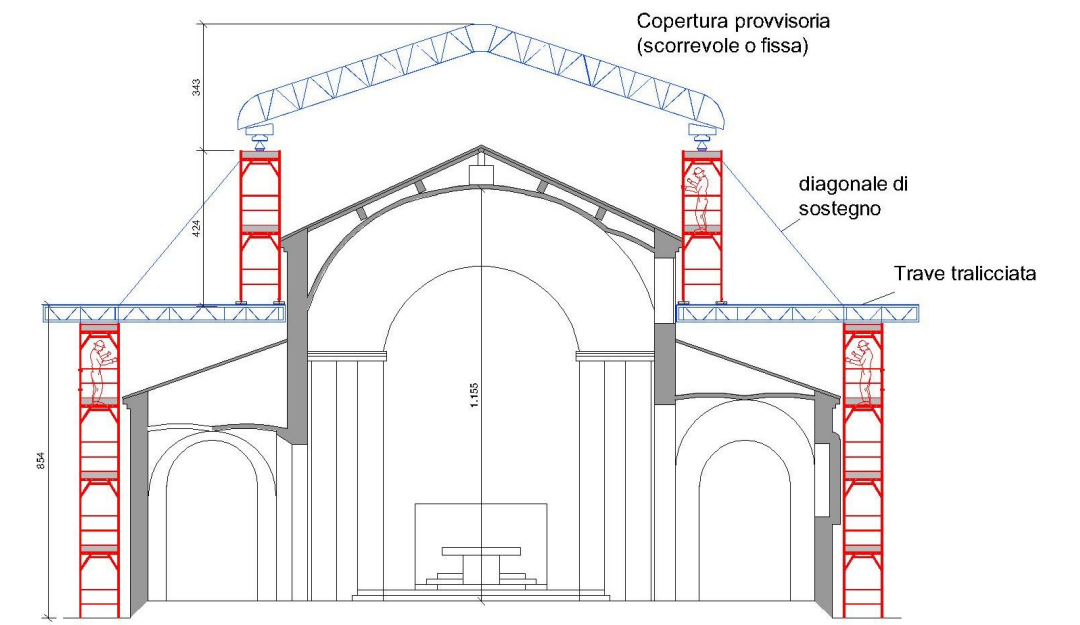 Copertura provvisoria
(scorrevole o fissa)
343
diagonale di
sostegno
424
Trave tralicciata
1.155
854